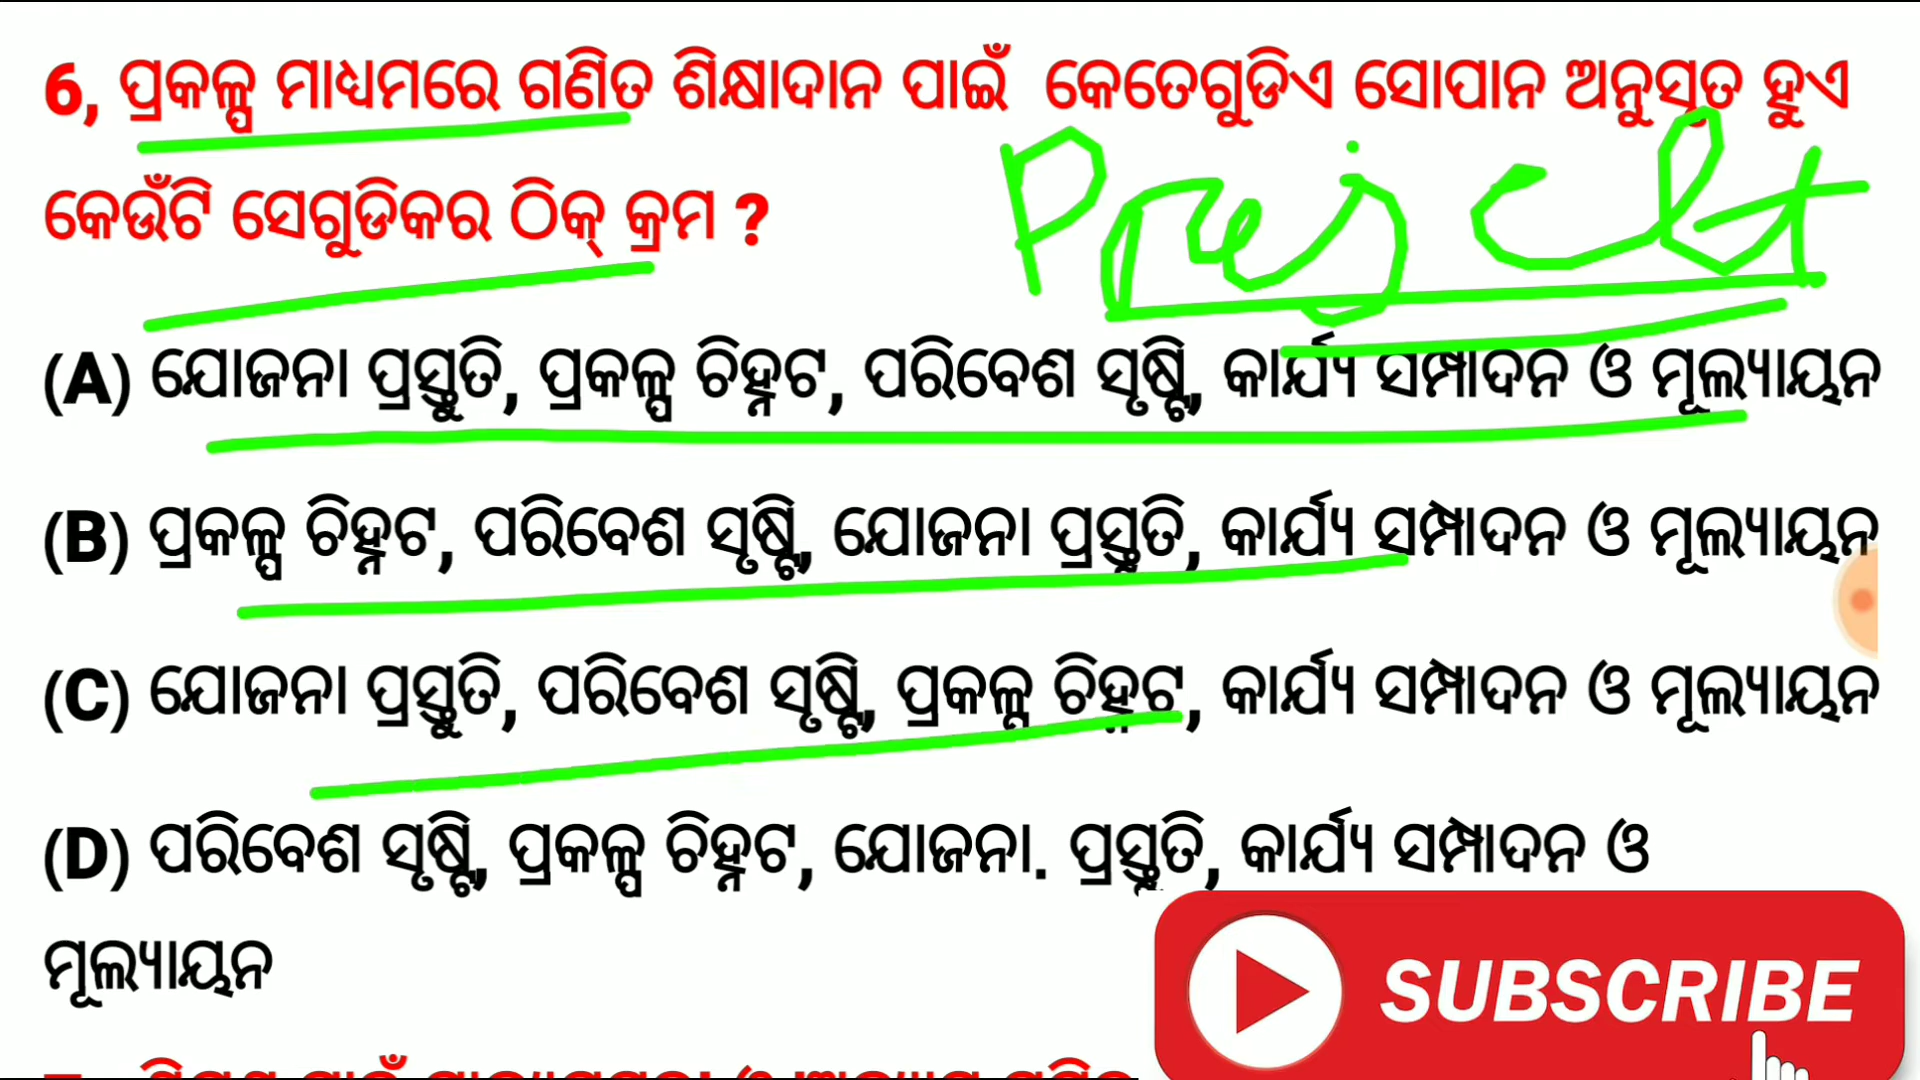 6, ପ୍ରକଳ୍ପ ମାଧ୍ୟମରେ ଗଣିତ ଶିକ୍ଷାଦାନ ପାଇଁ କେତେଗୁଡିଏ ସୋପାନ ଅନୁସୃତ ହୁଏ
କେଉଁଟି ସେଗୁଡିକର ଠିକ୍ କ୍ରମ ?
Project
(A) ଯୋଜନା ପ୍ରସ୍ତୁତି, ପ୍ରକଳ୍ପ ଚିହ୍ନଟ, ପରିବେଶ ସୃଷ୍ଟି, କାର୍ଯ୍ୟ ସମ୍ପାଦନ ଓ ମୂଲ୍ୟାୟନ
(B) ପ୍ରକଳ୍ପ ଚିହ୍ନଟ, ପରିବେଶ ସୃଷ୍ଟି, ଯୋଜନା ପ୍ରସ୍ତୁତି, କାର୍ଯ୍ୟ ସମ୍ପାଦନ ଓ ମୂଲ୍ୟାୟନ
(C) ଯୋଜନା ପ୍ରସ୍ତୁତି, ପରିବେଶ ସୃଷ୍ଟି, ପ୍ରକଳ୍ପ ଚିହ୍ନଟ, କାର୍ଯ୍ୟ ସମ୍ପାଦନ ଓ ମୂଲ୍ୟାୟନ
(D) ପରିବେଶ ସୃଷ୍ଟି, ପ୍ରକଳ୍ପ ଚିହ୍ନଟ, ଯୋଜନା. ପ୍ରସ୍ତୁତି, କାର୍ଯ୍ୟ ସମ୍ପାଦନ ଓ
ମୂଲ୍ୟାୟନ
SUBSCRIBE